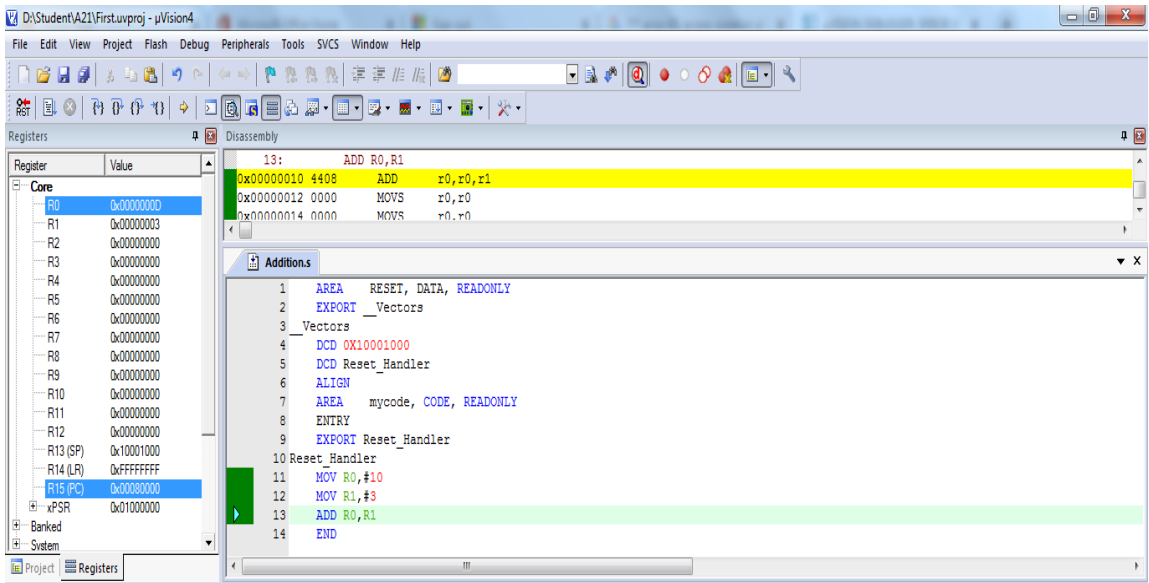 D:\Student\A21\First.uvproj - µVision4
File Edit View Project Flash Debug Peripherals Tools SVCS Window Help
RST
Registers
Register Value
Core
R0 0x0000000D
R1 0x00000003
R2 0x00000000
R3 0x00000000
R4 0x00000000
R5 0x00000000
R6 0x00000000
R7 0x00000000
R8 0x00000000
R9 0x00000000
R10 0x00000000
R11 0x00000000
R12 0x00000000
R13 (SP) 0x10001000
R14 (LR) 0xFFFFFFFF
R15 (PC) 0x00080000
xPSR 0x01000000
Banked
System
Project Registers
Disassembly
13: ADD R0,R1
0x00000010 4408 ADD r0,r0,r1
0x00000012 0000 MOVS r0,r0
0x00000014 0000 MOVS r0,r0
Addition.s
1 AREA RESET, DATA, READONLY
2 EXPORT __Vectors
3 __Vectors
4 DCD 0X10001000
5 DCD Reset_Handler
6 ALIGN
7 AREA mycode, CODE, READONLY
8 ENTRY
9 EXPORT Reset_Handler
10 Reset_Handler
11 MOV R0,#10
12 MOV R1,#3
13 ADD R0,R1
14 END